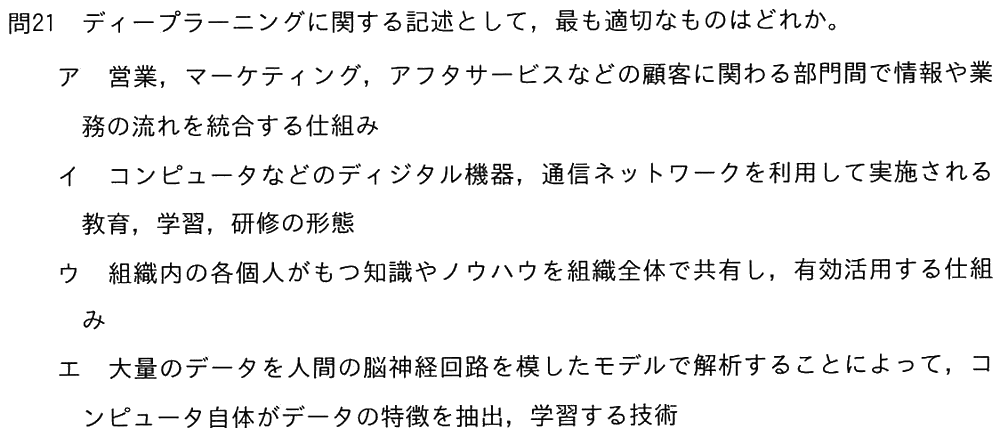 問21　ディープラーニングに関する記述として，最も適切なものはどれか。
ア　営業，マーケティング，アフタサービスなどの顧客に関わる部門間で情報や業
務の流れを統合する仕組み
イ　コンピュータなどのディジタル機器，通信ネットワークを利用して実施される
教育，学習，研修の形態
ウ　組織内の各個人がもつ知識やノウハウを組織全体で共有し，有効活用する仕組
み
エ　大量のデータを人間の脳神経回路を模したモデルで解析することによって，コ
ンピュータ自体がデータの特徴を抽出，学習する技術